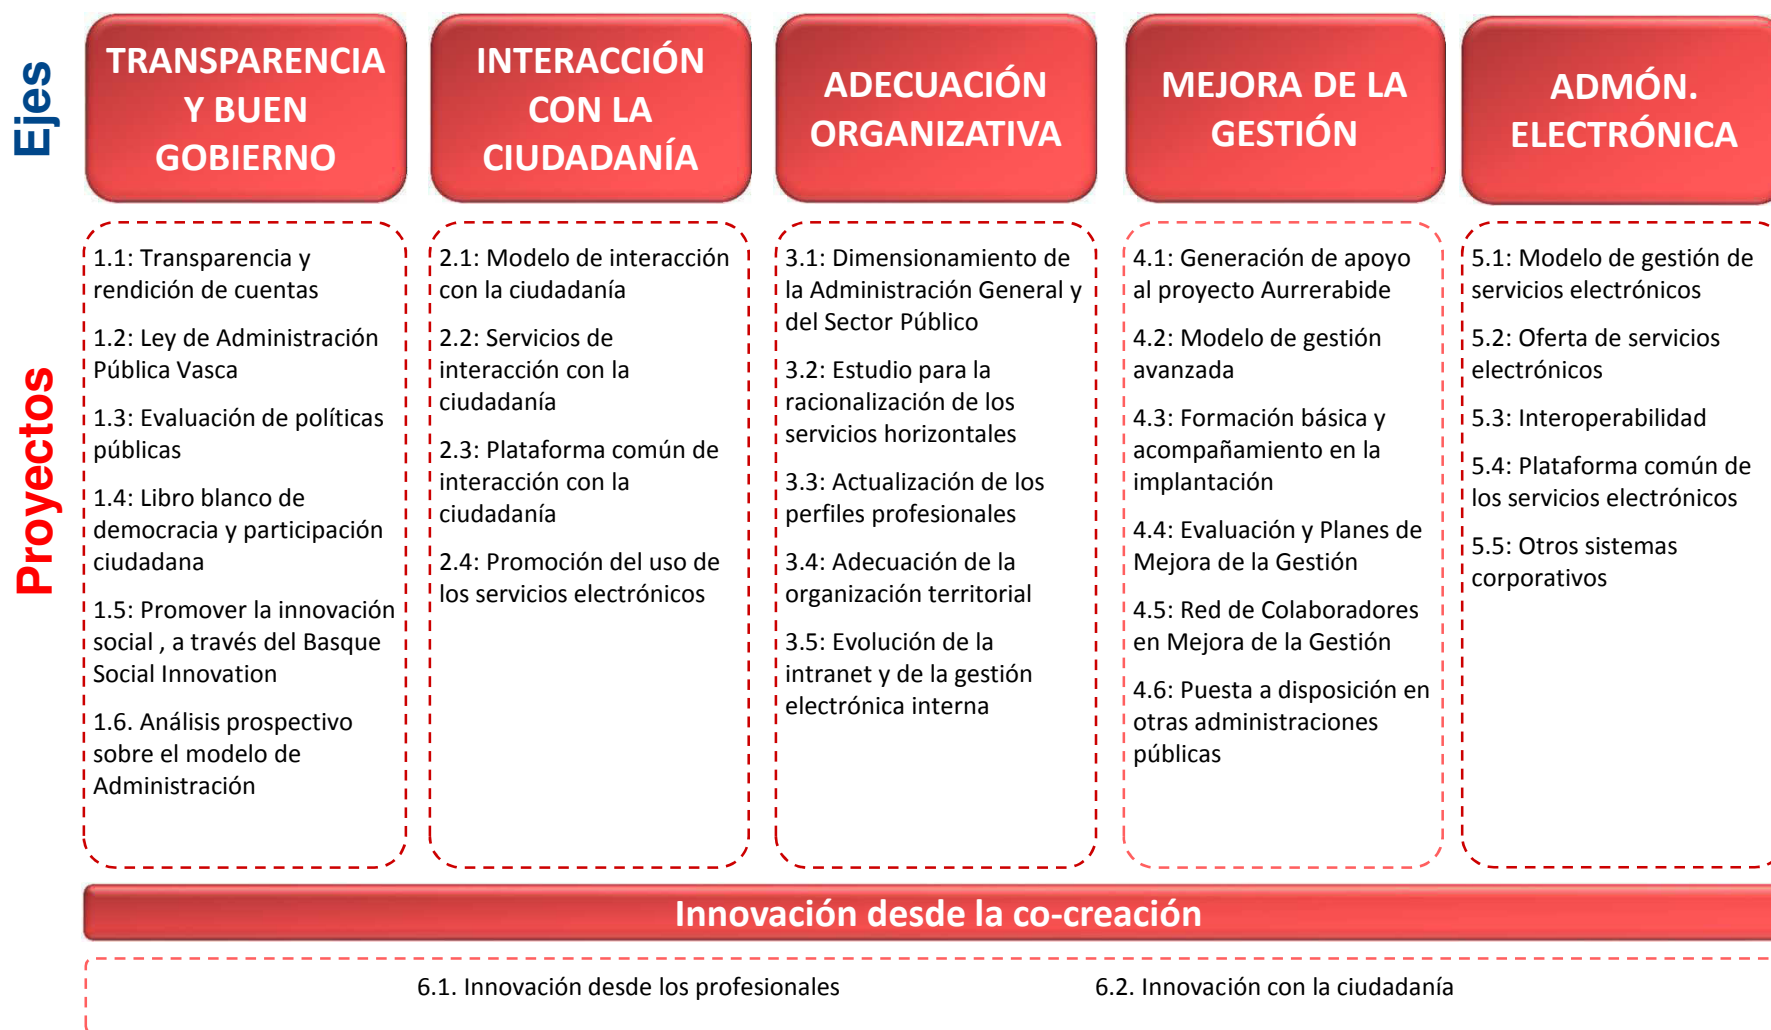 Ejes
TRANSPARENCIA
Y BUEN
GOBIERNO
INTERACCIÓN
CON LA
CIUDADANÍA
ADECUACIÓN
ORGANIZATIVA
MEJORA DE LA
GESTIÓN
ADMÓN.
ELECTRÓNICA
Proyectos
1.1: Transparencia y
rendición de cuentas
1.2: Ley de Administración
Pública Vasca
1.3: Evaluación de políticas
públicas
1.4: Libro blanco de
democracia y participación
ciudadana
1.5: Promover la innovación
social , a través del Basque
Social Innovation
1.6. Análisis prospectivo
sobre el modelo de
Administración
2.1: Modelo de interacción
con la ciudadanía
2.2: Servicios de
interacción con la
ciudadanía
2.3: Plataforma común de
interacción con la
ciudadanía
2.4: Promoción del uso de
los servicios electrónicos
3.1: Dimensionamiento de
la Administración General y
del Sector Público
3.2: Estudio para la
racionalización de los
servicios horizontales
3.3: Actualización de los
perfiles profesionales
3.4: Adecuación de la
organización territorial
3.5: Evolución de la
intranet y de la gestión
electrónica interna
4.1: Generación de apoyo
al proyecto Aurrerabide
4.2: Modelo de gestión
avanzada
4.3: Formación básica y
acompañamiento en la
implantación
4.4: Evaluación y Planes de
Mejora de la Gestión
4.5: Red de Colaboradores
en Mejora de la Gestión
4.6: Puesta a disposición en
otras administraciones
públicas
5.1: Modelo de gestión de
servicios electrónicos
5.2: Oferta de servicios
electrónicos
5.3: Interoperabilidad
5.4: Plataforma común de
los servicios electrónicos
5.5: Otros sistemas
corporativos
Innovación desde la co-creación
6.1. Innovación desde los profesionales
6.2. Innovación con la ciudadanía